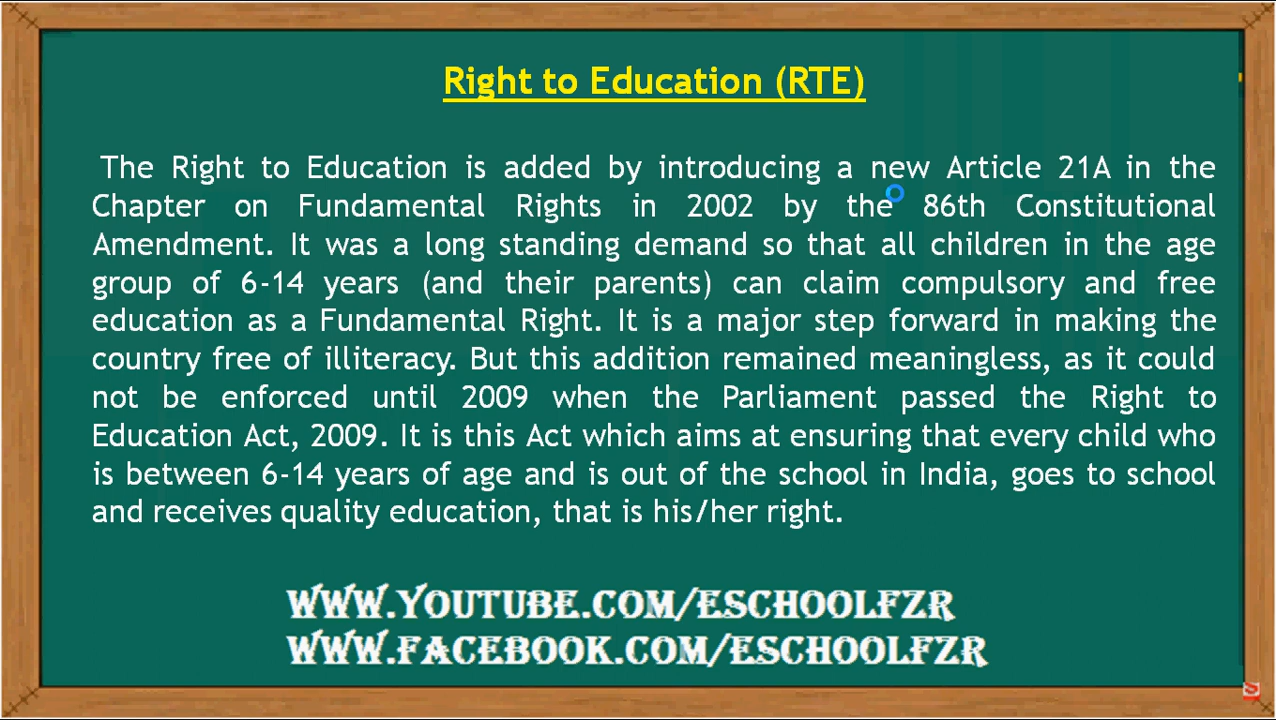 Right to Education (RTE)
The Right to Education is added by introducing a new Article 21A in the
Chapter on Fundamental Rights in 2002 by the 86th Constitutional
Amendment. It was a long standing demand so that all children in the age
group of 6-14 years (and their parents) can claim compulsory and free
education as a Fundamental Right. It is a major step forward in making the
country free of illiteracy. But this addition remained meaningless, as it could
not be enforced until 2009 when the Parliament passed the Right to
Education Act, 2009. It is this Act which aims at ensuring that every child who
is between 6-14 years of age and is out of the school in India, goes to school
and receives quality education, that is his/her right.
WWW.YOUTUBE.COM/ESCHOOLFZR
WWW.FACEBOOK.COM/ESCHOOLFZR